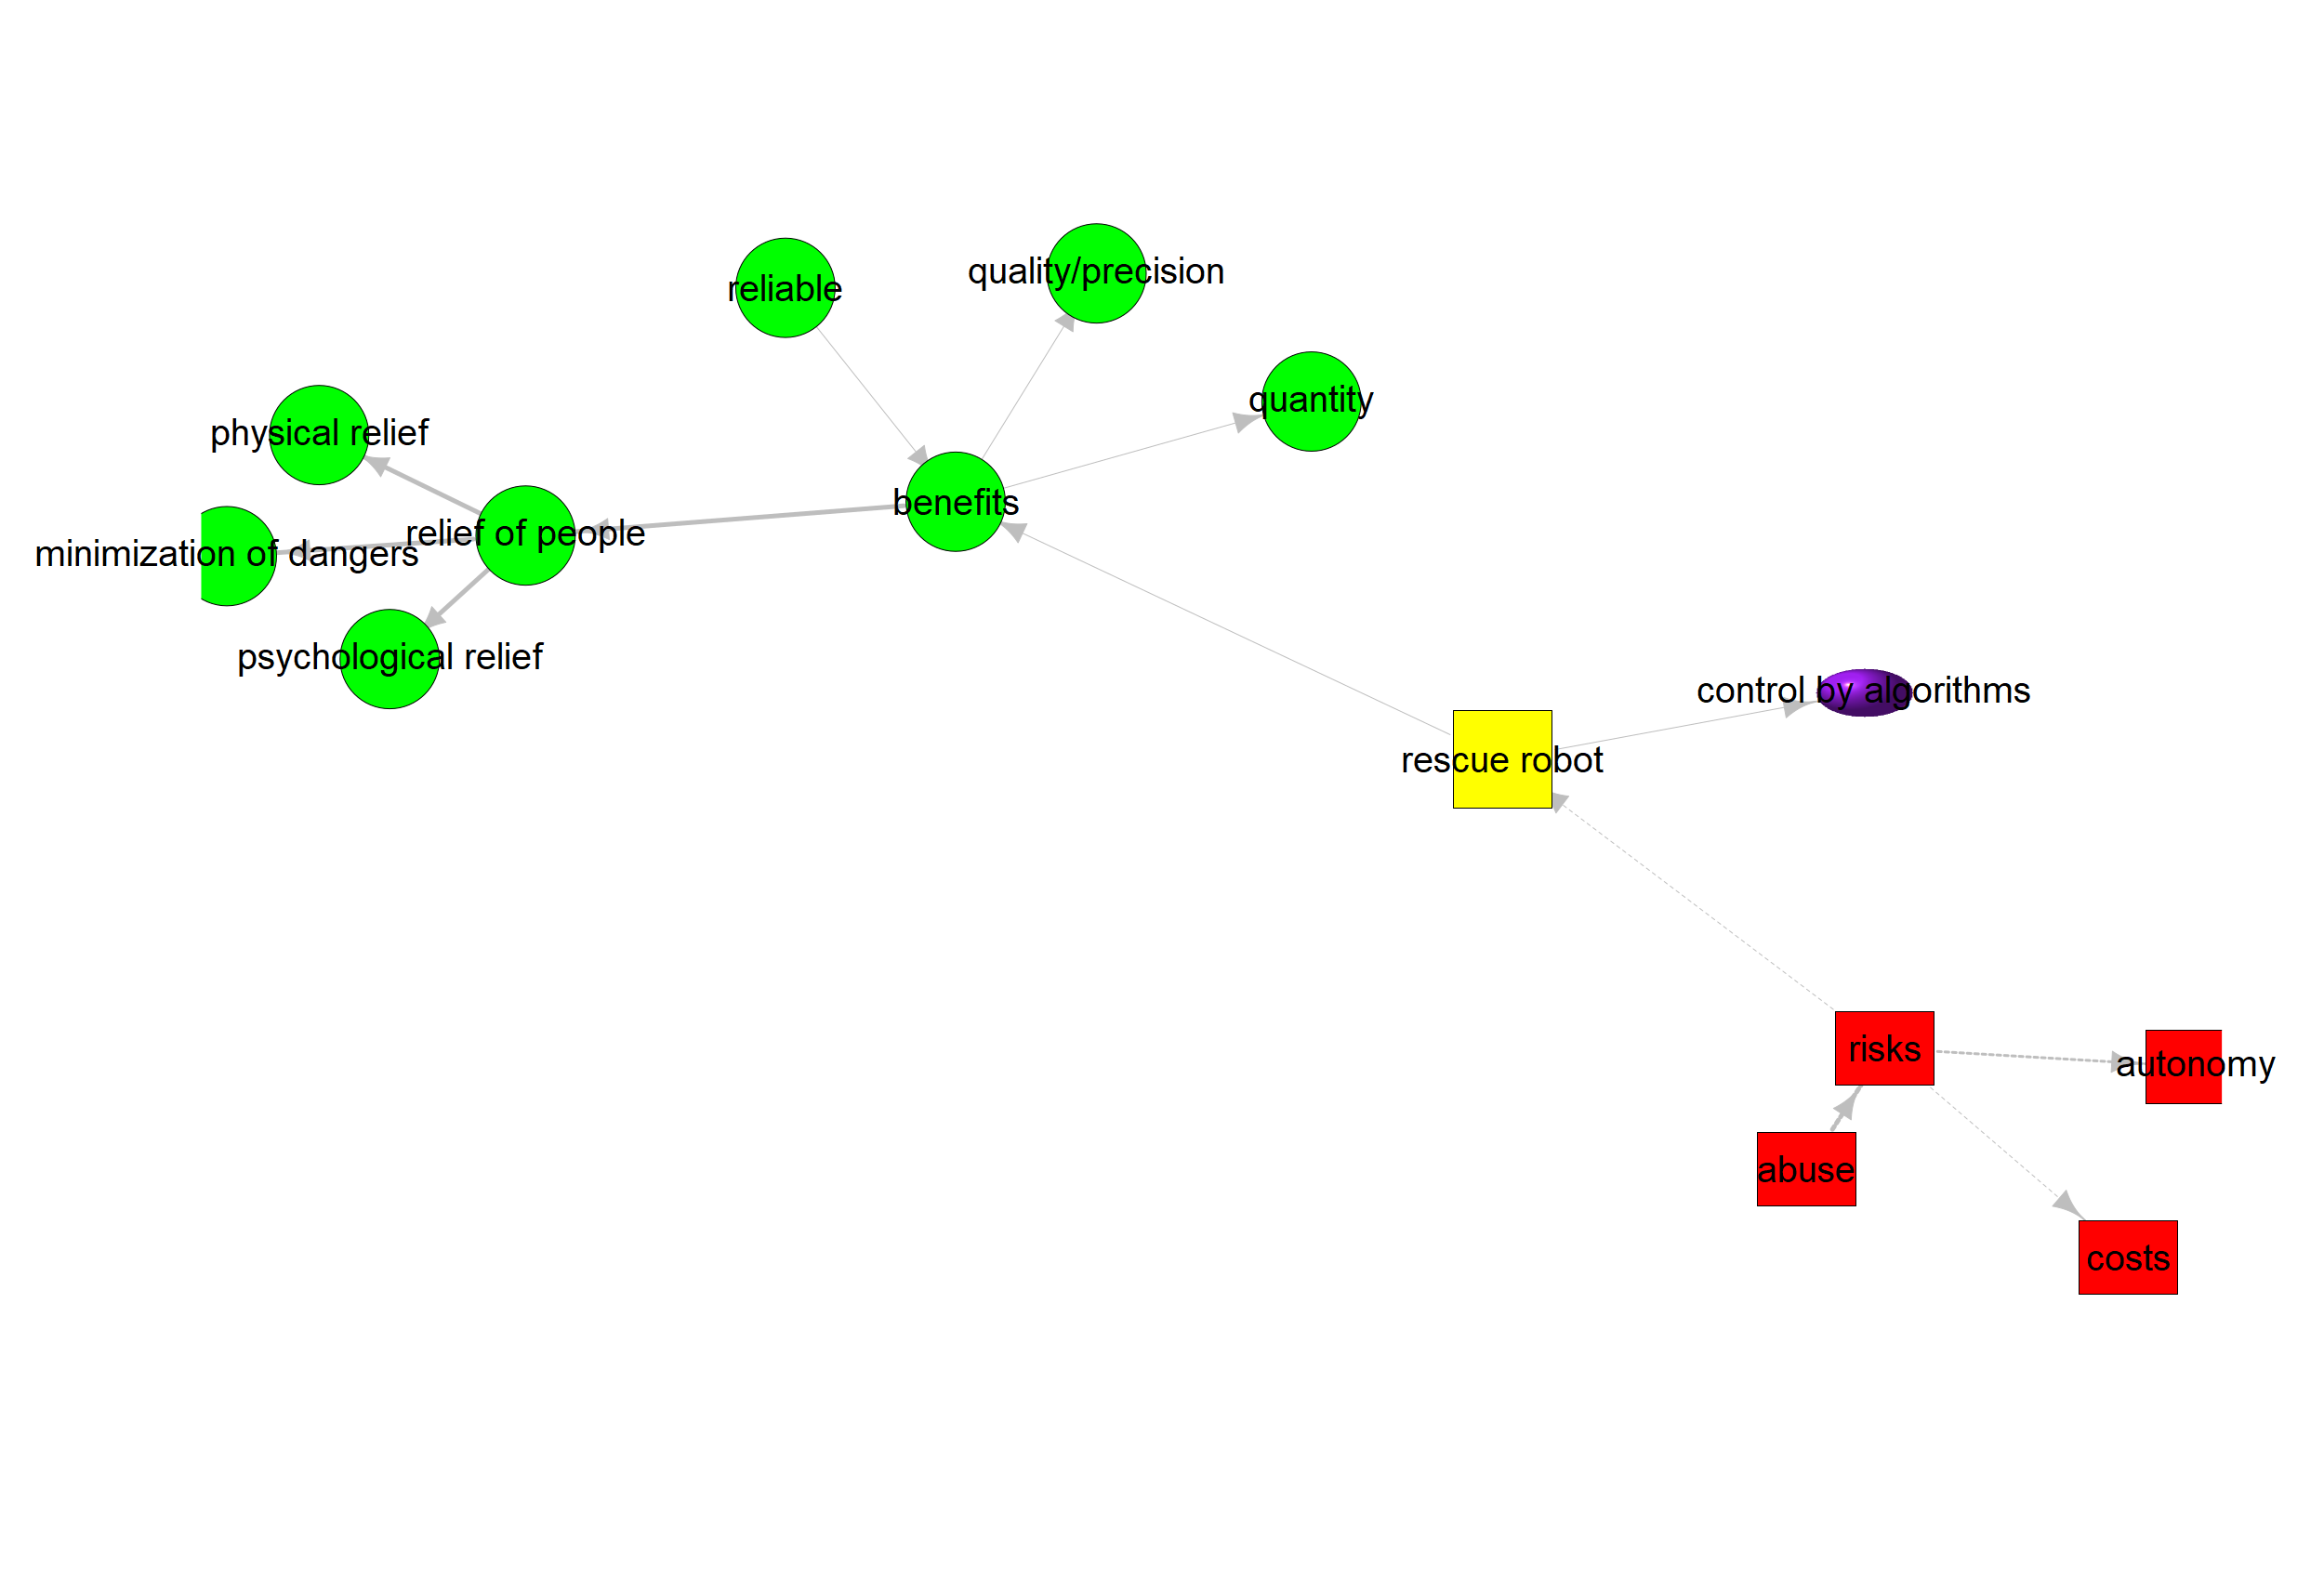 quality/precision
reliable
quantity
physical relief
benefits
relief of people
minimization of dangers
psychological relief
control by algorithms
rescue robot
risks
autonomy
abuse
costs